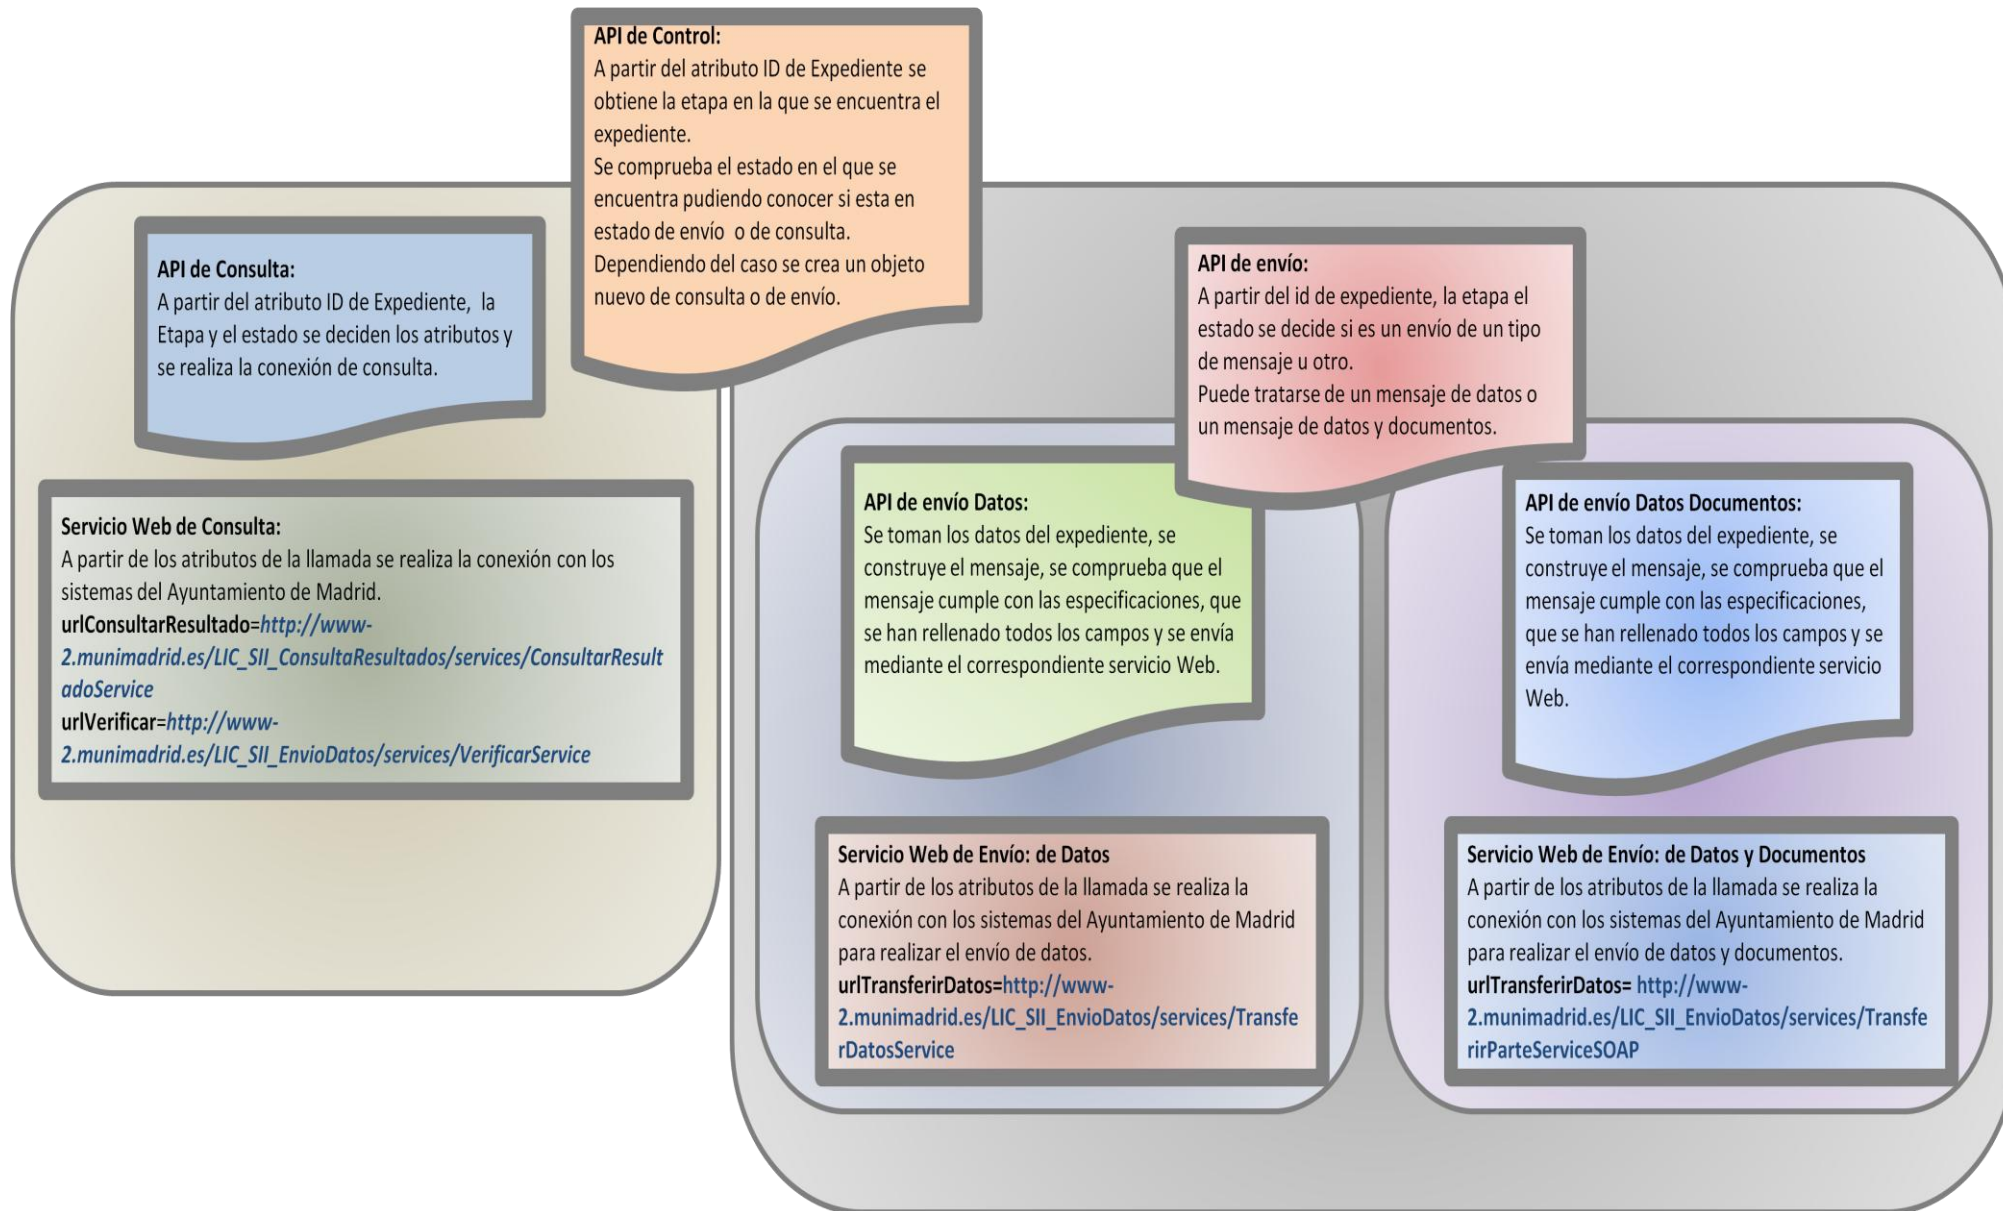 API de Control:
A partir del atributo ID de Expediente se
obtiene la etapa en la que se encuentra el
expediente.
Se comprueba el estado en el que se
encuentra pudiendo conocer si esta en
estado de envío o de consulta.
Dependiendo del caso se crea un objeto
nuevo de consulta o de envío.
API de Consulta:
A partir del atributo ID de Expediente, la
Etapa y el estado se deciden los atributos y
se realiza la conexión de consulta.
Servicio Web de Consulta:
A partir de los atributos de la llamada se realiza la conexión con los
sistemas del Ayuntamiento de Madrid.
urlConsultarResultado=http://www-
2.munimadrid.es/LIC_SII_ConsultaResultados/services/ConsultarResult
adoService
urlVerificar=http://www-
2.munimadrid.es/LIC_SII_EnvioDatos/services/VerificarService
API de envío:
A partir del id de expediente, la etapa el
estado se decide si es un envío de un tipo
de mensaje u otro.
Puede tratarse de un mensaje de datos o
un mensaje de datos y documentos.
API de envío Datos:
Se toman los datos del expediente, se
construye el mensaje, se comprueba que el
mensaje cumple con las especificaciones, que
se han rellenado todos los campos y se envía
mediante el correspondiente servicio Web.
Servicio Web de Envío: de Datos
A partir de los atributos de la llamada se realiza la
conexión con los sistemas del Ayuntamiento de Madrid
para realizar el envío de datos.
urlTransferirDatos=http://www-
2.munimadrid.es/LIC_SII_EnvioDatos/services/Transfe
rDatosService
API de envío Datos Documentos:
Se toman los datos del expediente, se
construye el mensaje, se comprueba que el
mensaje cumple con las especificaciones,
que se han rellenado todos los campos y se
envía mediante el correspondiente servicio
Web.
Servicio Web de Envío: de Datos y Documentos
A partir de los atributos de la llamada se realiza la
conexión con los sistemas del Ayuntamiento de Madrid
para realizar el envío de datos y documentos.
urlTransferirDatos= http://www-
2.munimadrid.es/LIC_SII_EnvioDatos/services/Transfe
rirParteServiceSOAP